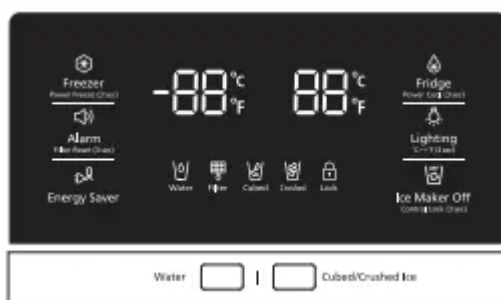 -88 °C °F
88 °C °F
Freezer
Power Freeze (3sec)
Alarm
Filter Reset (3sec)
Energy Saver
Water
Filter
Cubed
Crushed
Lock
Fridge
Power Cool (3sec)
Lighting
Ice Maker Off
Control Lock (3sec)
Water
Cubed/Crushed Ice